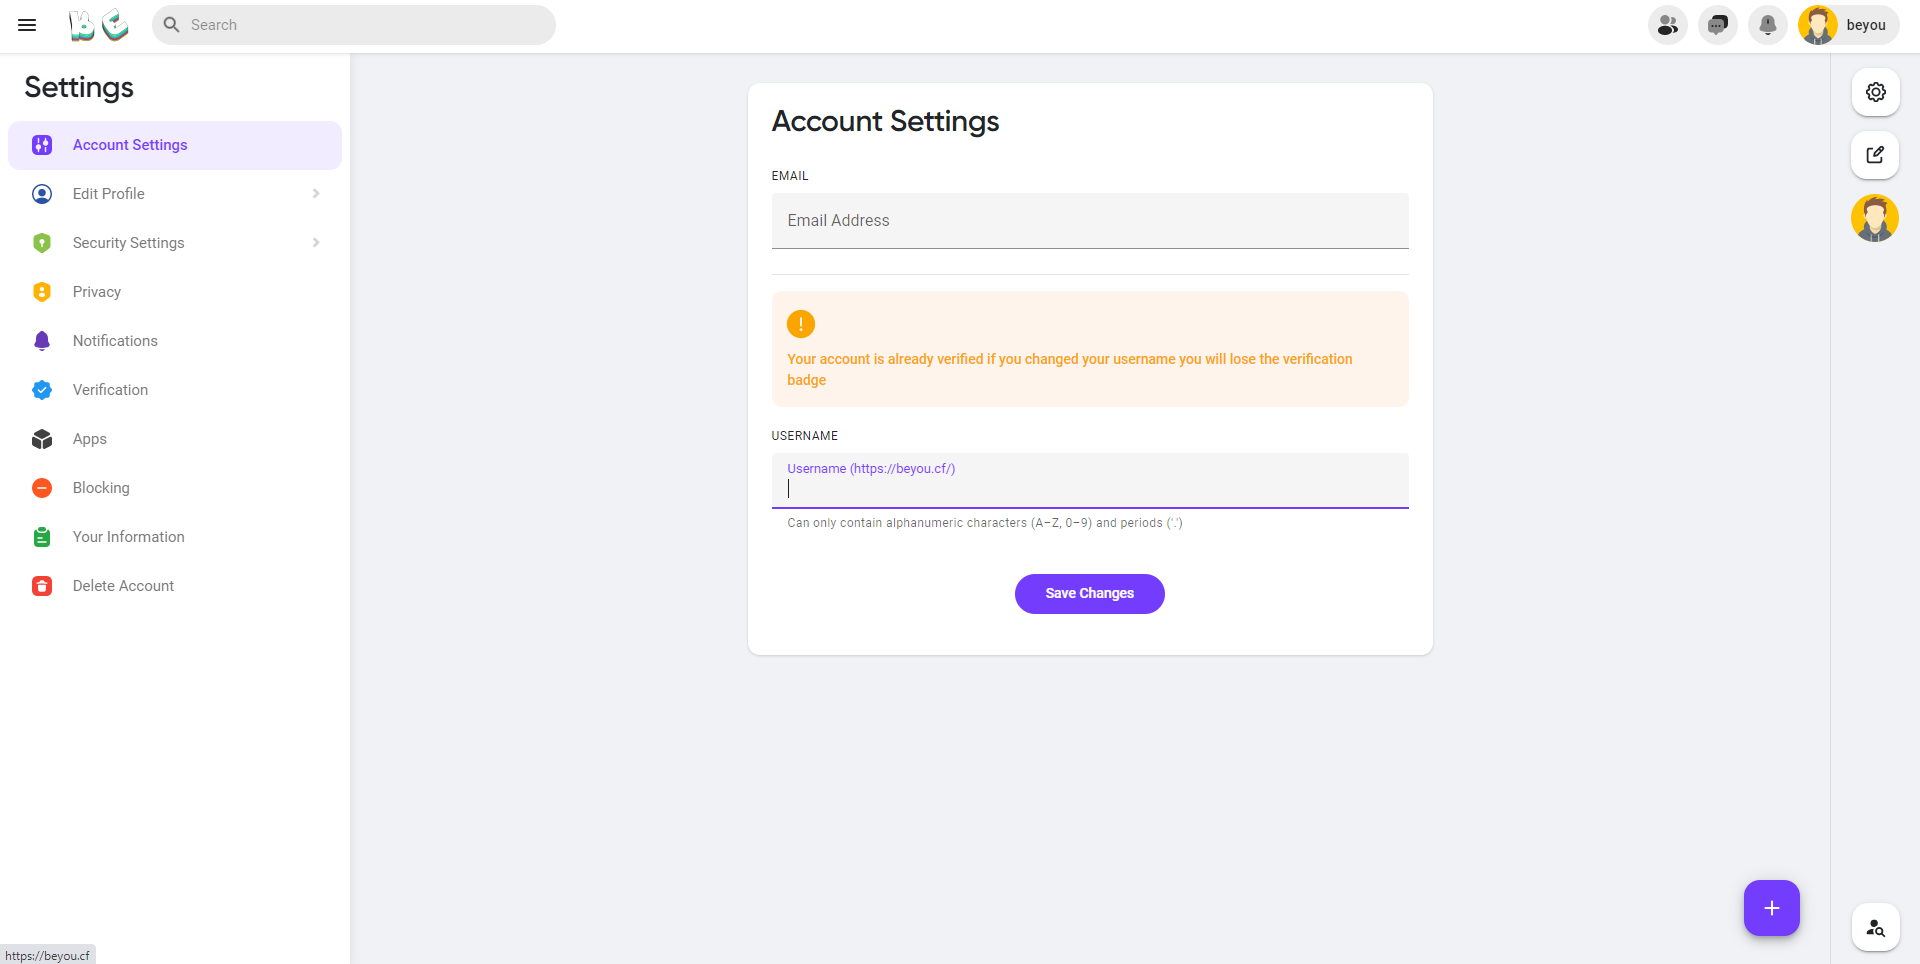 BE
Search
beyou
Settings
Account Settings
Edit Profile
Security Settings
Privacy
Notifications
Verification
Apps
Blocking
Your Information
Delete Account
Account Settings
EMAIL
Email Address
Your account is already verified if you changed your username you will lose the verification
badge
USERNAME
Username (https://beyou.cf/)
Can only contain alphanumeric characters (A–Z, 0–9) and periods ('.')
Save Changes
https://beyou.cf